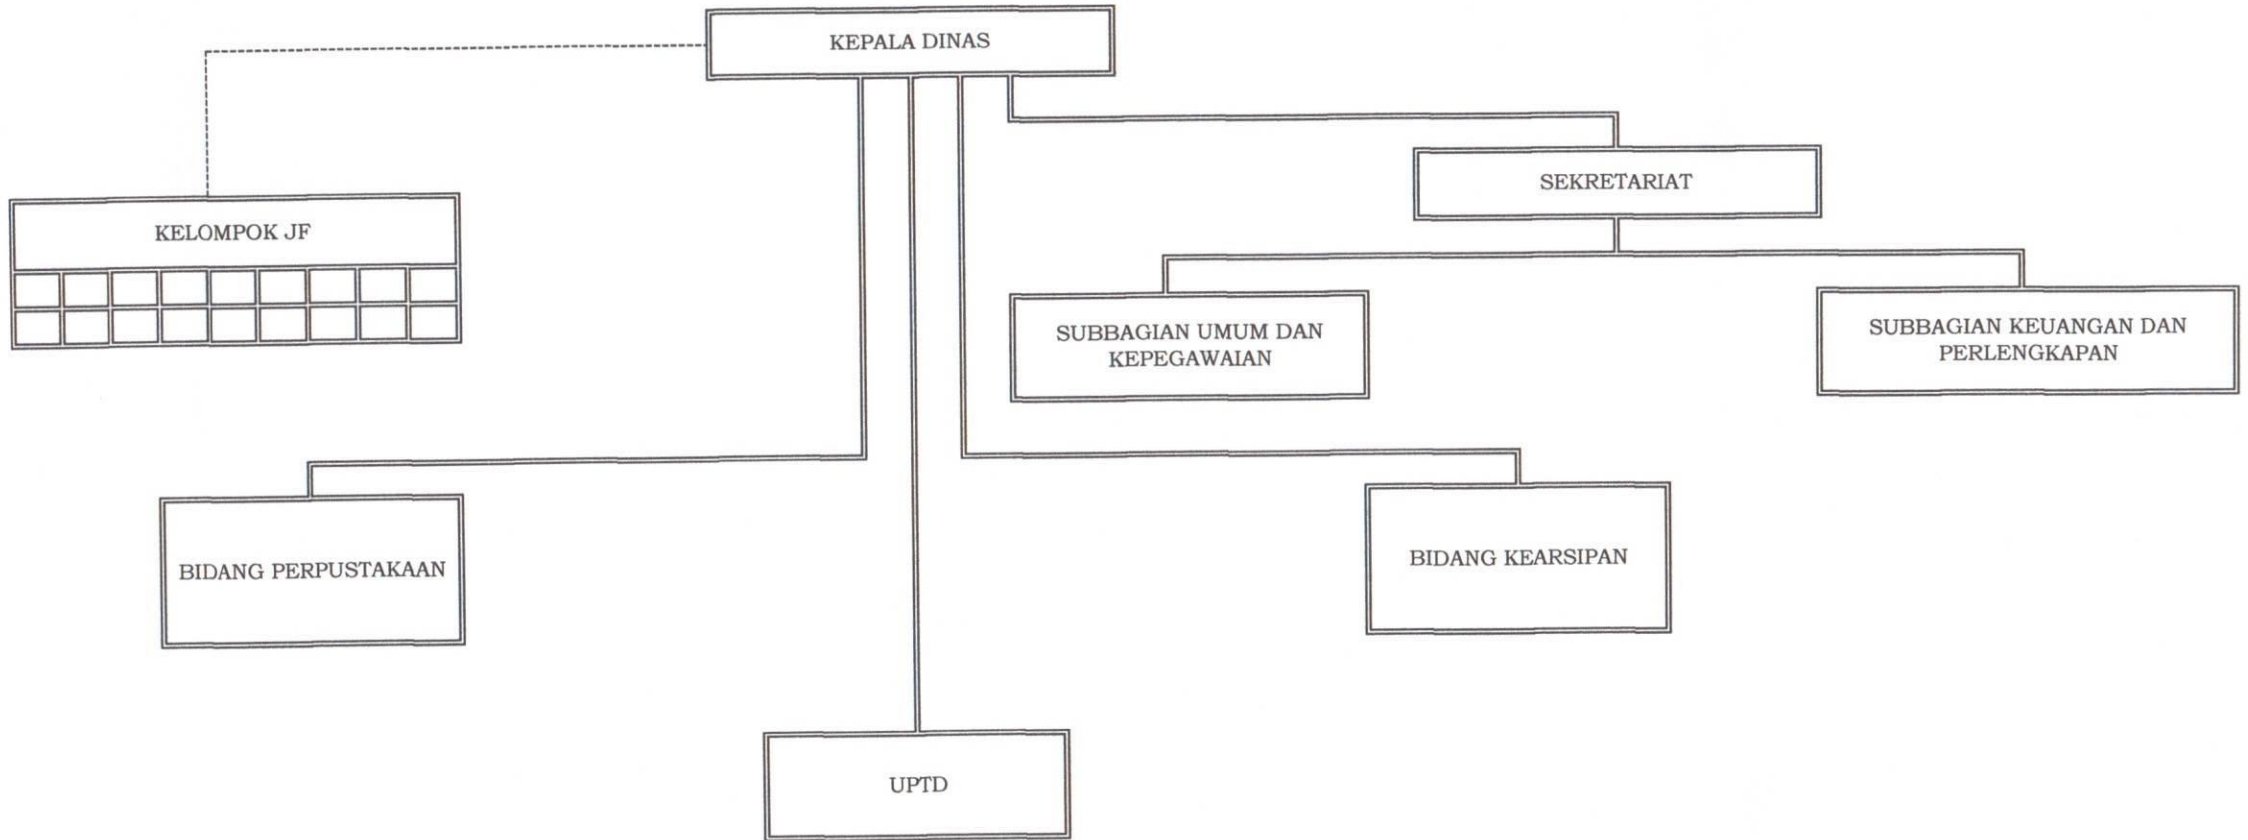 KEPALA DINAS
SEKRETARIAT
KELOMPOK JF
SUBBAGIAN UMUM DAN
KEPEGAWAIAN
SUBBAGIAN KEUANGAN DAN
PERLENGKAPAN
BIDANG PERPUSTAKAAN
BIDANG KEARSIPAN
UPTD